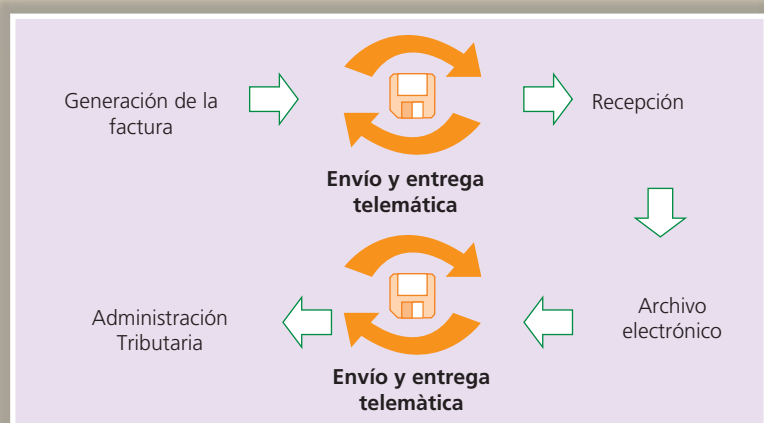 Generación de la
factura
Envío y entrega
telemática
Recepción
Archivo
electrónico
Envío y entrega
telemàtica
Administración
Tributaria